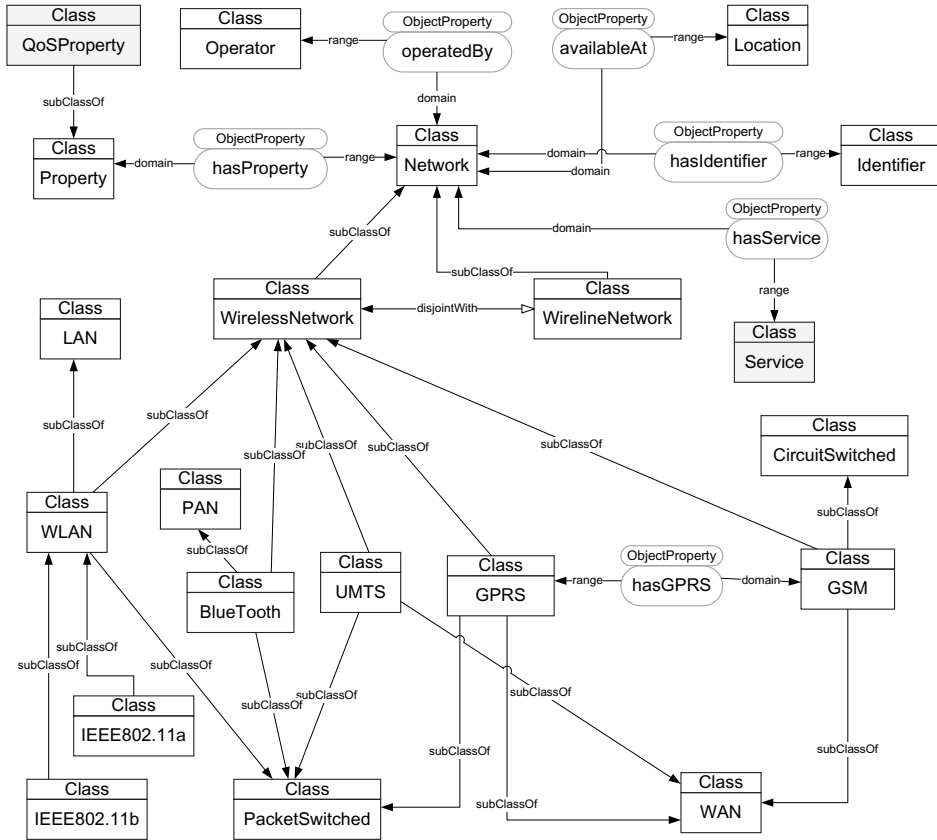 Class
QoSProperty
Class
Operator
range
ObjectProperty
operatedBy
ObjectProperty
availableAt
range
Class
Location
subClassOf
domain
Class
Property
domain
ObjectProperty
hasProperty
range
Class
Network
domain
domain
ObjectProperty
hasIdentifier
range
Class
Identifier
subClassOf
domain
ObjectProperty
hasService
subClassOf
range
Class
WirelessNetwork
disjointWith
Class
WirelineNetwork
Class
LAN
Class
Service
subClassOf
subClassOf
subClassOf
subClassOf
subClassOf
subClassOf
Class
CircuitSwitched
Class
WLAN
Class
PAN
subClassOf
subClassOf
Class
BlueTooth
Class
UMTS
Class
GPRS
range
ObjectProperty
hasGPRS
domain
Class
GSM
subClassOf
subClassOf
subClassOf
subClassOf
subClassOf
subClassOf
subClassOf
subClassOf
subClassOf
Class
IEEE802.11a
Class
IEEE802.11b
Class
PacketSwitched
Class
WAN